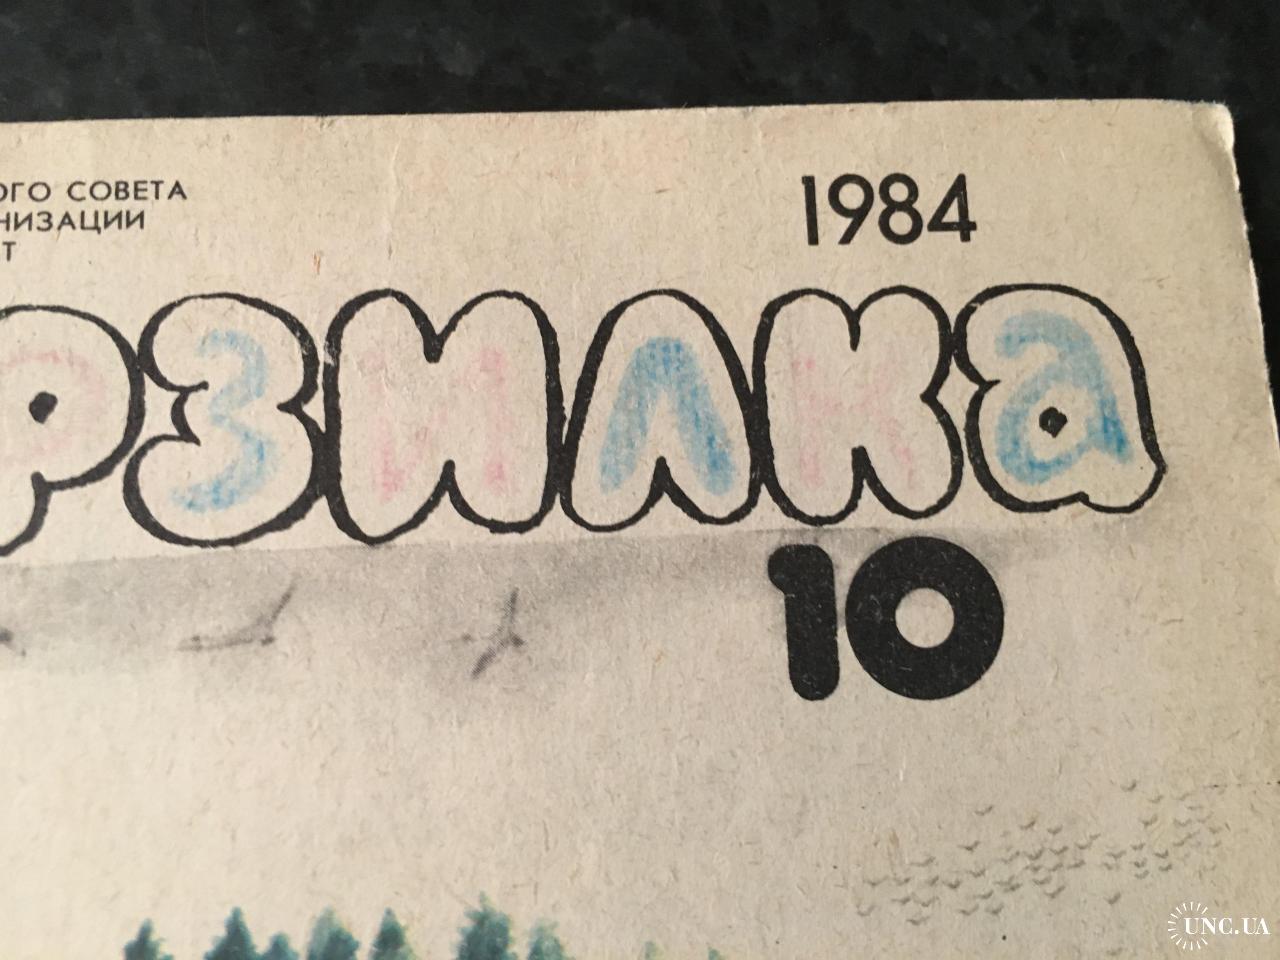 ОГО СОВЕТА
НИЗАЦИИ
Т
1984
РЗИЛКА
10
UNC.UA